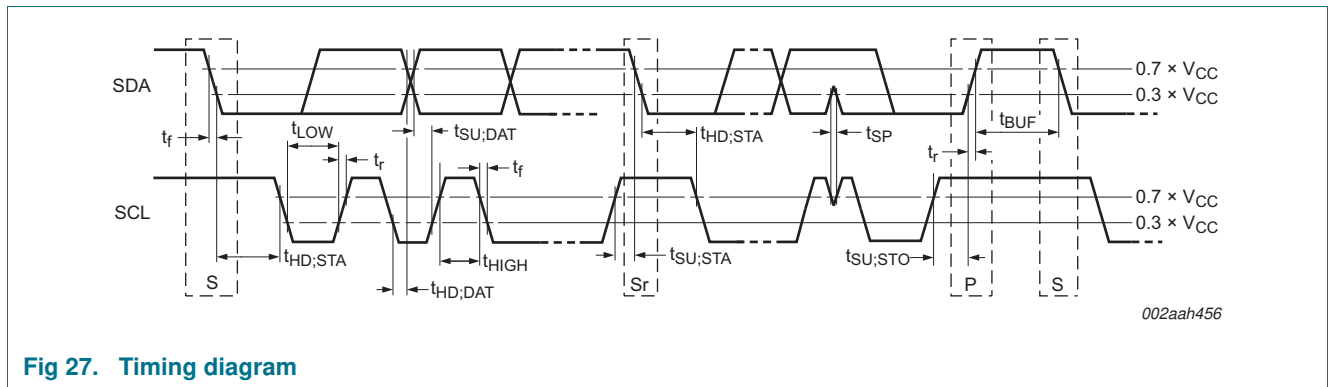 SDA
0.7 × VCC
0.3 × VCC
tf
tLOW
tr
tSU;DAT
tf
tHD;STA
tSP
tr
tBUF
SCL
0.7 × VCC
0.3 × VCC
tHD;STA
tHD;DAT
tHIGH
tSU;STA
tSU;STO
S
Sr
P
S
002aah456
Fig 27. Timing diagram